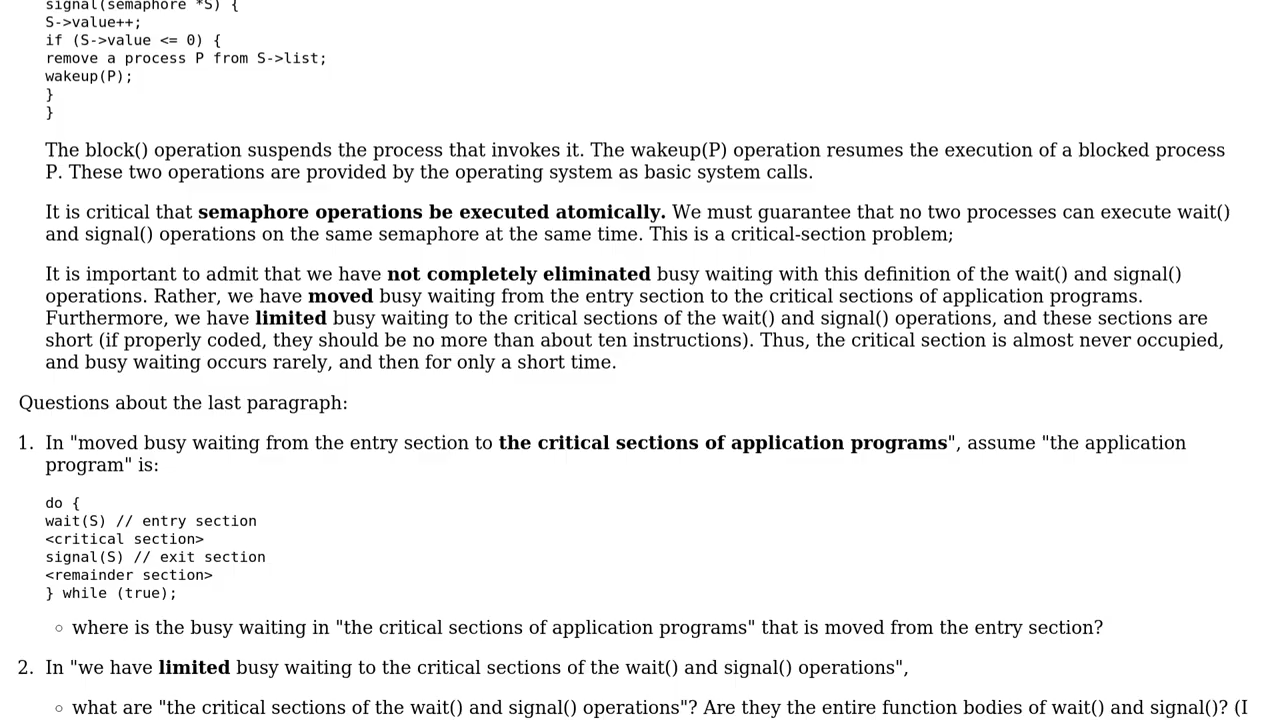 signal(semaphore *S) {
S->value++;
if (S->value <= 0) {
remove a process P from S->list;
wakeup(P);
}
}
The block() operation suspends the process that invokes it. The wakeup(P) operation resumes the execution of a blocked process
P. These two operations are provided by the operating system as basic system calls.
It is critical that semaphore operations be executed atomically. We must guarantee that no two processes can execute wait()
and signal() operations on the same semaphore at the same time. This is a critical-section problem;
It is important to admit that we have not completely eliminated busy waiting with this definition of the wait() and signal()
operations. Rather, we have moved busy waiting from the entry section to the critical sections of application programs.
Furthermore, we have limited busy waiting to the critical sections of the wait() and signal() operations, and these sections are
short (if properly coded, they should be no more than about ten instructions). Thus, the critical section is almost never occupied,
and busy waiting occurs rarely, and then for only a short time.
Questions about the last paragraph:
1. In "moved busy waiting from the entry section to the critical sections of application programs", assume "the application
program" is:
do {
wait(S) // entry section
<critical section>
signal(S) // exit section
<remainder section>
} while (true);
◦ where is the busy waiting in "the critical sections of application programs" that is moved from the entry section?
2. In "we have limited busy waiting to the critical sections of the wait() and signal() operations",
◦ what are "the critical sections of the wait() and signal() operations"? Are they the entire function bodies of wait() and signal()? (I